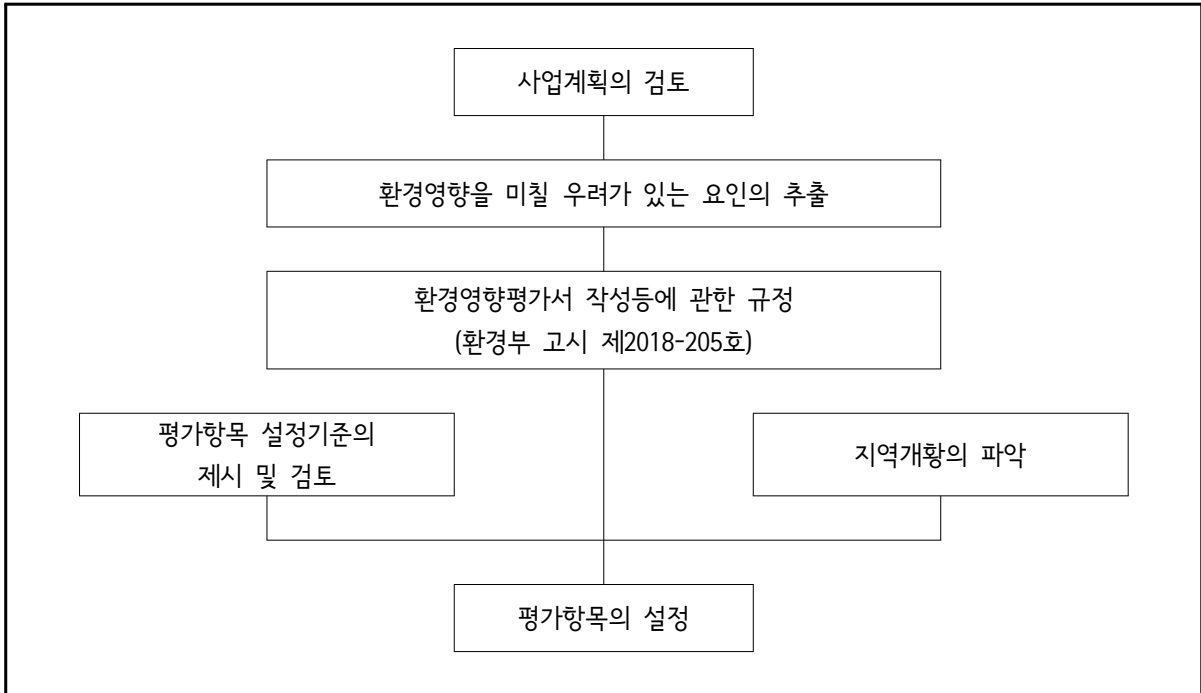 사업계획의 검토
환경영향을 미칠 우려가 있는 요인의 추출
환경영향평가서 작성등에 관한 규정
(환경부 고시 제2018-205호)
평가항목 설정기준의
제시 및 검토
지역개황의 파악
평가항목의 설정